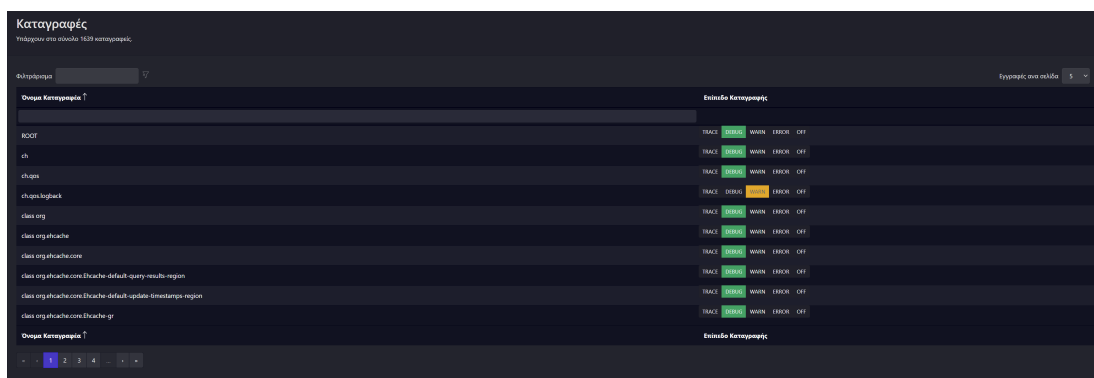 Καταγραφές
Υπάρχουν στο σύνολο 1639 καταγραφείς.
Φιλτράρισμα
Εγγραφές ανα σελίδα 5
Όνομα Καταγραφέα ↑ Επίπεδο Καταγραφής
ROOT TRACE DEBUG WARN ERROR OFF
ch TRACE DEBUG WARN ERROR OFF
ch.qos TRACE DEBUG WARN ERROR OFF
ch.qos.logback TRACE DEBUG WARN ERROR OFF
class org TRACE DEBUG WARN ERROR OFF
class org.ehcache TRACE DEBUG WARN ERROR OFF
class org.ehcache.core TRACE DEBUG WARN ERROR OFF
class org.ehcache.core.Ehcache-default-query-results-region TRACE DEBUG WARN ERROR OFF
class org.ehcache.core.Ehcache-default-update-timestamps-region TRACE DEBUG WARN ERROR OFF
class org.ehcache.core.Ehcache-gr TRACE DEBUG WARN ERROR OFF
Όνομα Καταγραφέα ↑ Επίπεδο Καταγραφής
« ‹ 1 2 3 4 ... › »